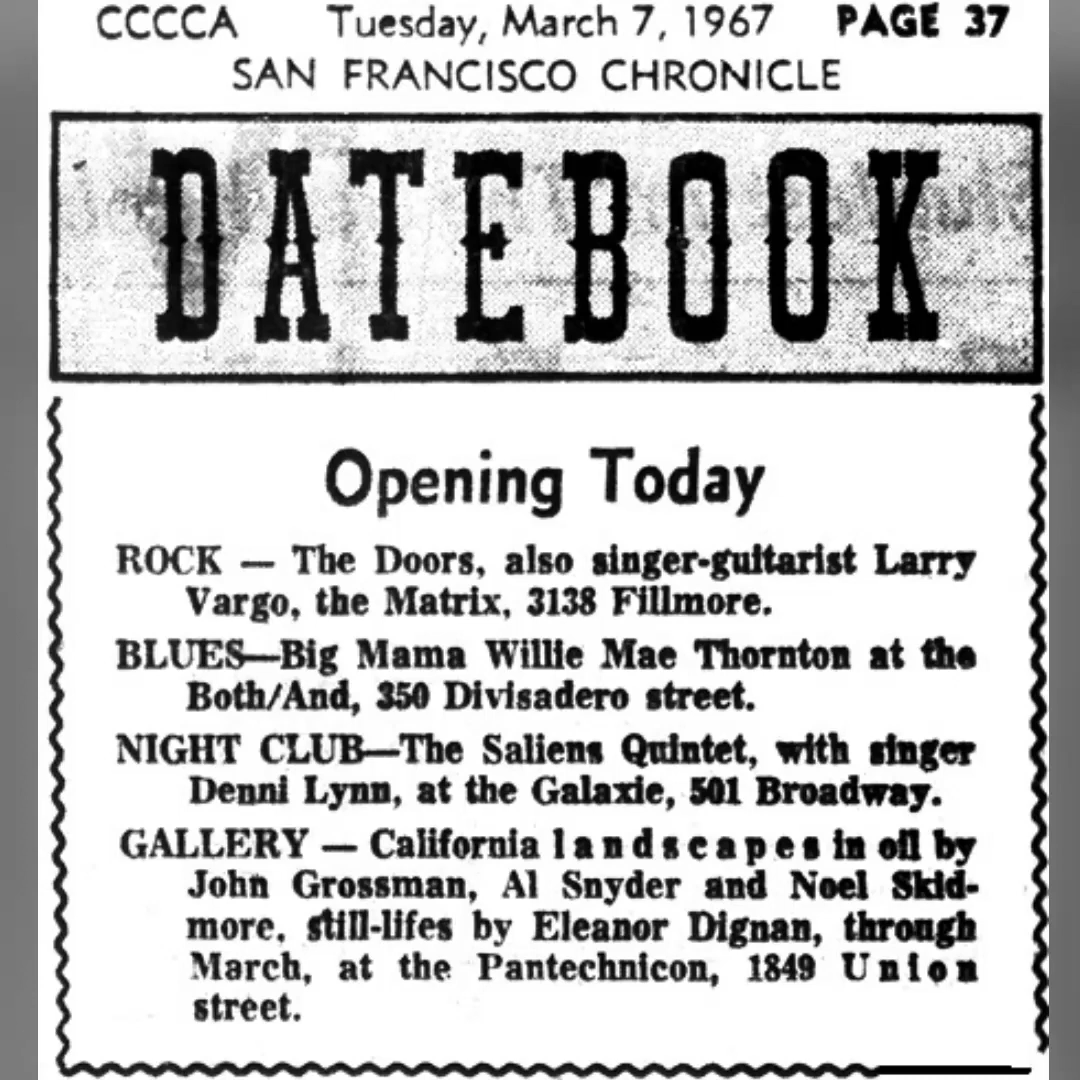 CCCCA Tuesday, March 7, 1967 PAGE 37
SAN FRANCISCO CHRONICLE
DATEBOOK
Opening Today
ROCK — The Doors, also singer-guitarist Larry
Vargo, the Matrix, 3138 Fillmore.
BLUES—Big Mama Willie Mae Thornton at the
Both/And, 350 Divisadero street.
NIGHT CLUB—The Saliens Quintet, with singer
Denni Lynn, at the Galaxie, 501 Broadway.
GALLERY — California landscapes in oil by
John Grossman, Al Snyder and Noel Skid-
more, still-lifes by Eleanor Dignan, through
March, at the Pantechnicon, 1849 Union
street.